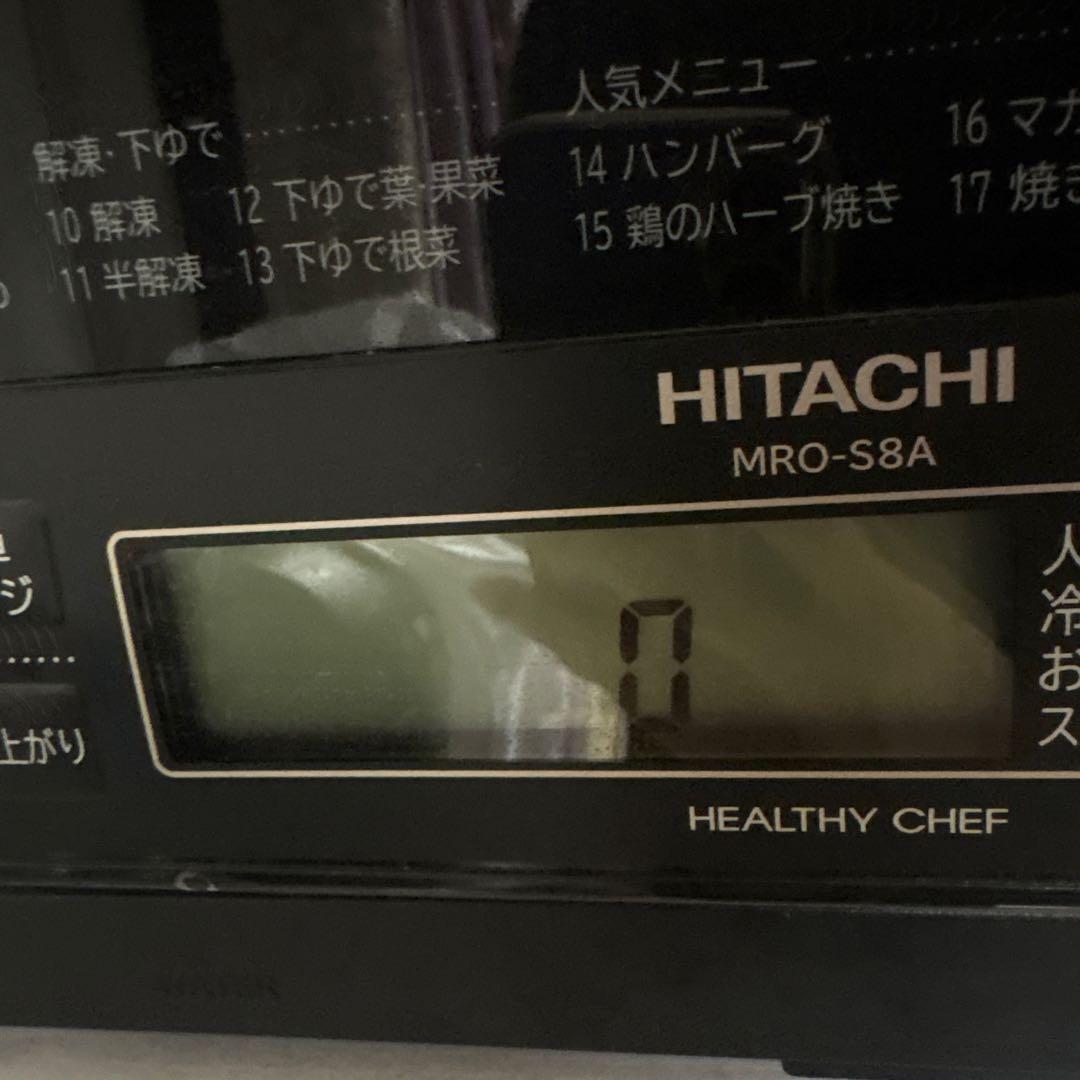 解凍・下ゆで
10 解凍
11 半解凍
12 下ゆで葉・果菜
13 下ゆで根菜
人気メニュー
14 ハンバーグ
15 鶏のハーブ焼き
16 マカ
17 焼き
HITACHI
MRO-S8A
ジ
上がり
0
人
冷
お
ス
HEALTHY CHEF